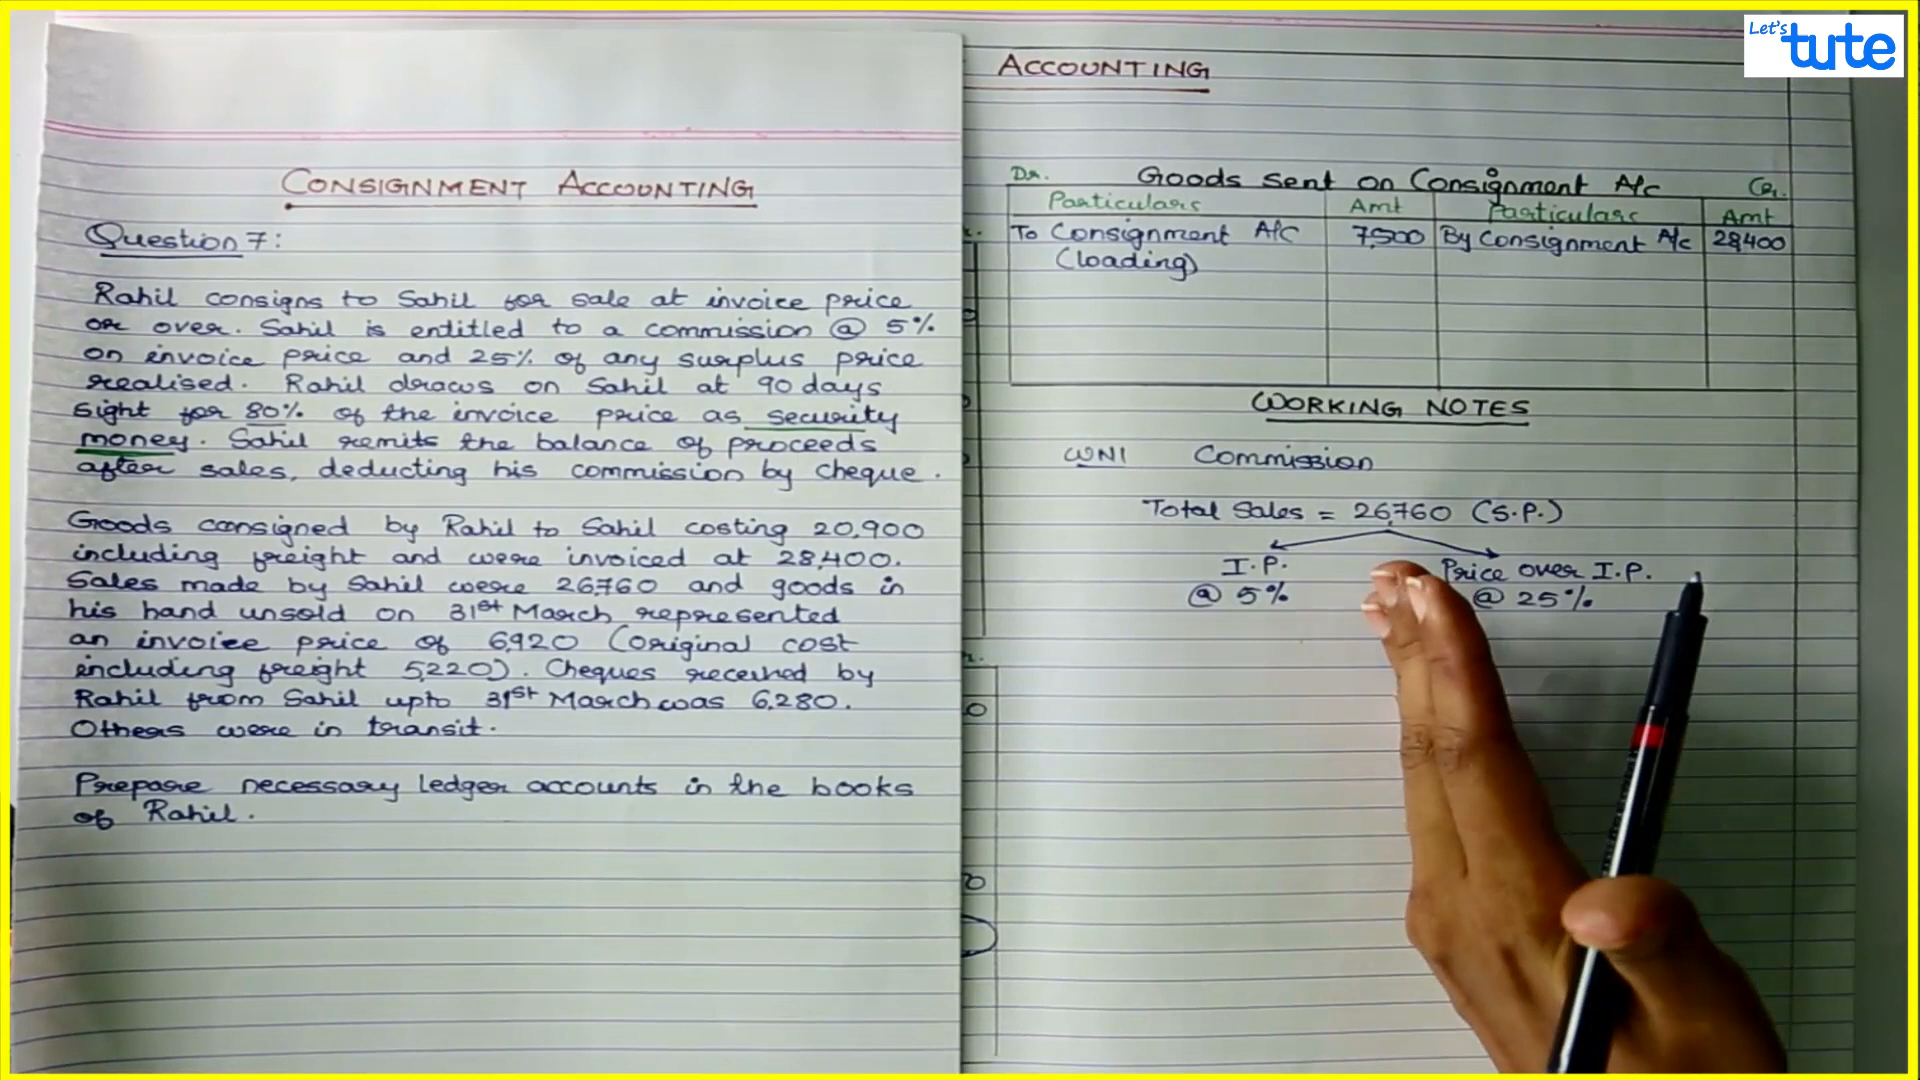 Let's tute
CONSIGNMENT ACCOUNTING
Question 7:
Rahil consigns to Sahil for sale at invoice price
or over. Sahil is entitled to a commission @ 5%
on invoice price and 25% of any surplus price
realised. Rahil draws on Sahil at 90 days
sight for 80% of the invoice price as security
money. Sahil remits the balance of proceeds
after sales, deducting his commission by cheque.
Goods consigned by Rahil to Sahil costing 20,900
including freight and were invoiced at 28,400.
Sales made by Sahil were 26,760 and goods in
his hand unsold on 31st March represented
an invoice price of 6,920 (original cost
including freight 5,220). Cheques received by
Rahil from Sahil upto 31st March was 6,280.
Others were in transit.
Prepare necessary ledger accounts in the books
of Rahil.
ACCOUNTING
Dr. Goods sent on Consignment A/c Cr.
Particulars Amt Particulars Amt
To Consignment A/C 7,500 By Consignment A/c 28,400
(loading)
WORKING NOTES
WN1 Commission
Total Sales = 26,760 (S.P.)
I.P. Price over I.P.
@ 5% @ 25%